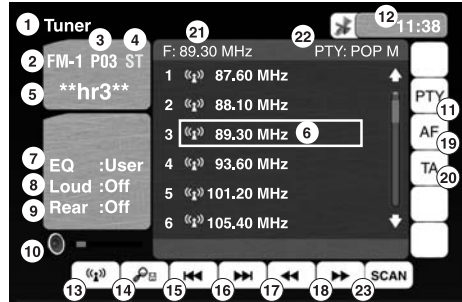 1 Tuner
12 11:38
3 4
2 FM-1 P03 ST
5 **hr3**
21 22
F: 89.30 MHz PTY: POP M
1 87.60 MHz
2 88.10 MHz
3 89.30 MHz 6
4 93.60 MHz
5 101.20 MHz
6 105.40 MHz
PTY
11
AF
19
TA
20
7 EQ :User
8 Loud :Off
9 Rear :Off
10
SCAN
13 14 15 16 17 18 23